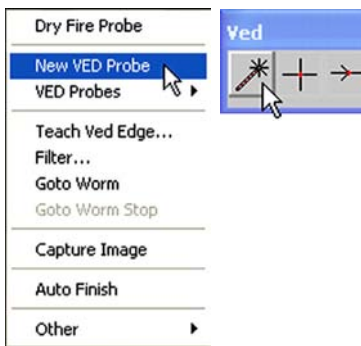 Dry Fire Probe
New VED Probe
VED Probes
Teach Ved Edge...
Filter...
Goto Worm
Goto Worm Stop
Capture Image
Auto Finish
Other
Ved